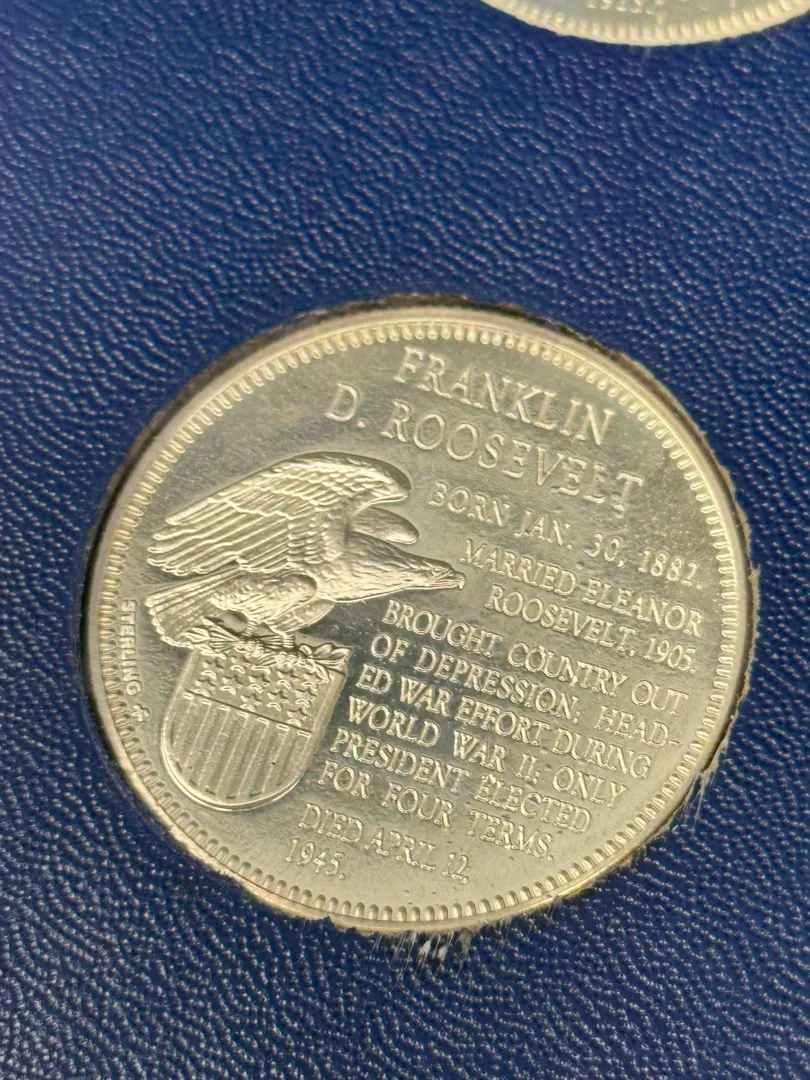 1913.
FRANKLIN
D. ROOSEVELT
BORN JAN. 30, 1882.
MARRIED ELEANOR
ROOSEVELT, 1905.
BROUGHT COUNTRY OUT
OF DEPRESSION; HEAD-
ED WAR EFFORT DURING
WORLD WAR II; ONLY
PRESIDENT ELECTED
FOR FOUR TERMS.
DIED APRIL 12,
1945.
STERLING